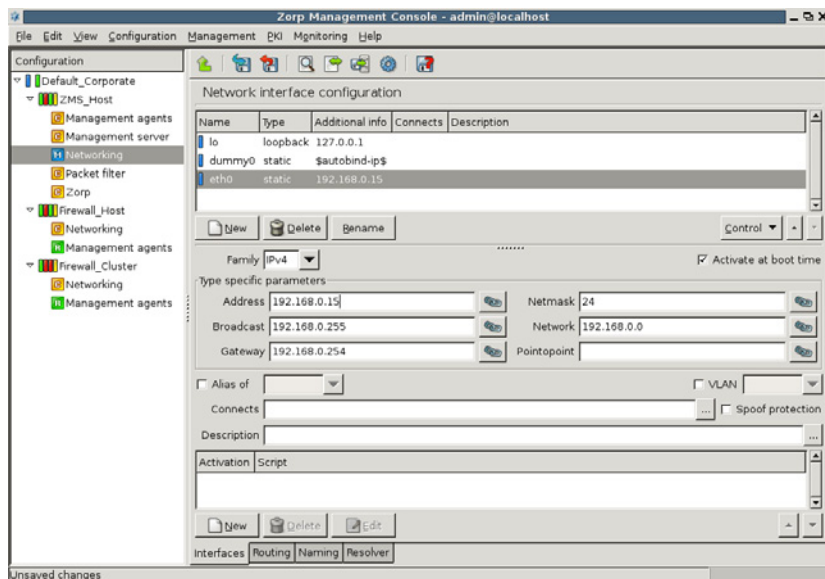 Zorp Management Console - admin@localhost
File Edit View Configuration Management PKI Monitoring Help
Configuration
Default_Corporate
ZMS_Host
Management agents
Management server
Networking
Packet filter
Zorp
Firewall_Host
Networking
Management agents
Firewall_Cluster
Networking
Management agents
Network interface configuration
Name Type Additional info Connects Description
lo loopback 127.0.0.1
dummy0 static $autobind-ip$
eth0 static 192.168.0.15
New Delete Rename Control
Family IPv4 Activate at boot time
Type specific parameters
Address 192.168.0.15 Netmask 24
Broadcast 192.168.0.255 Network 192.168.0.0
Gateway 192.168.0.254 Pointopoint
Alias of VLAN
Connects ... Spoof protection
Description ...
Activation Script
New Delete Edit
Interfaces Routing Naming Resolver
Unsaved changes